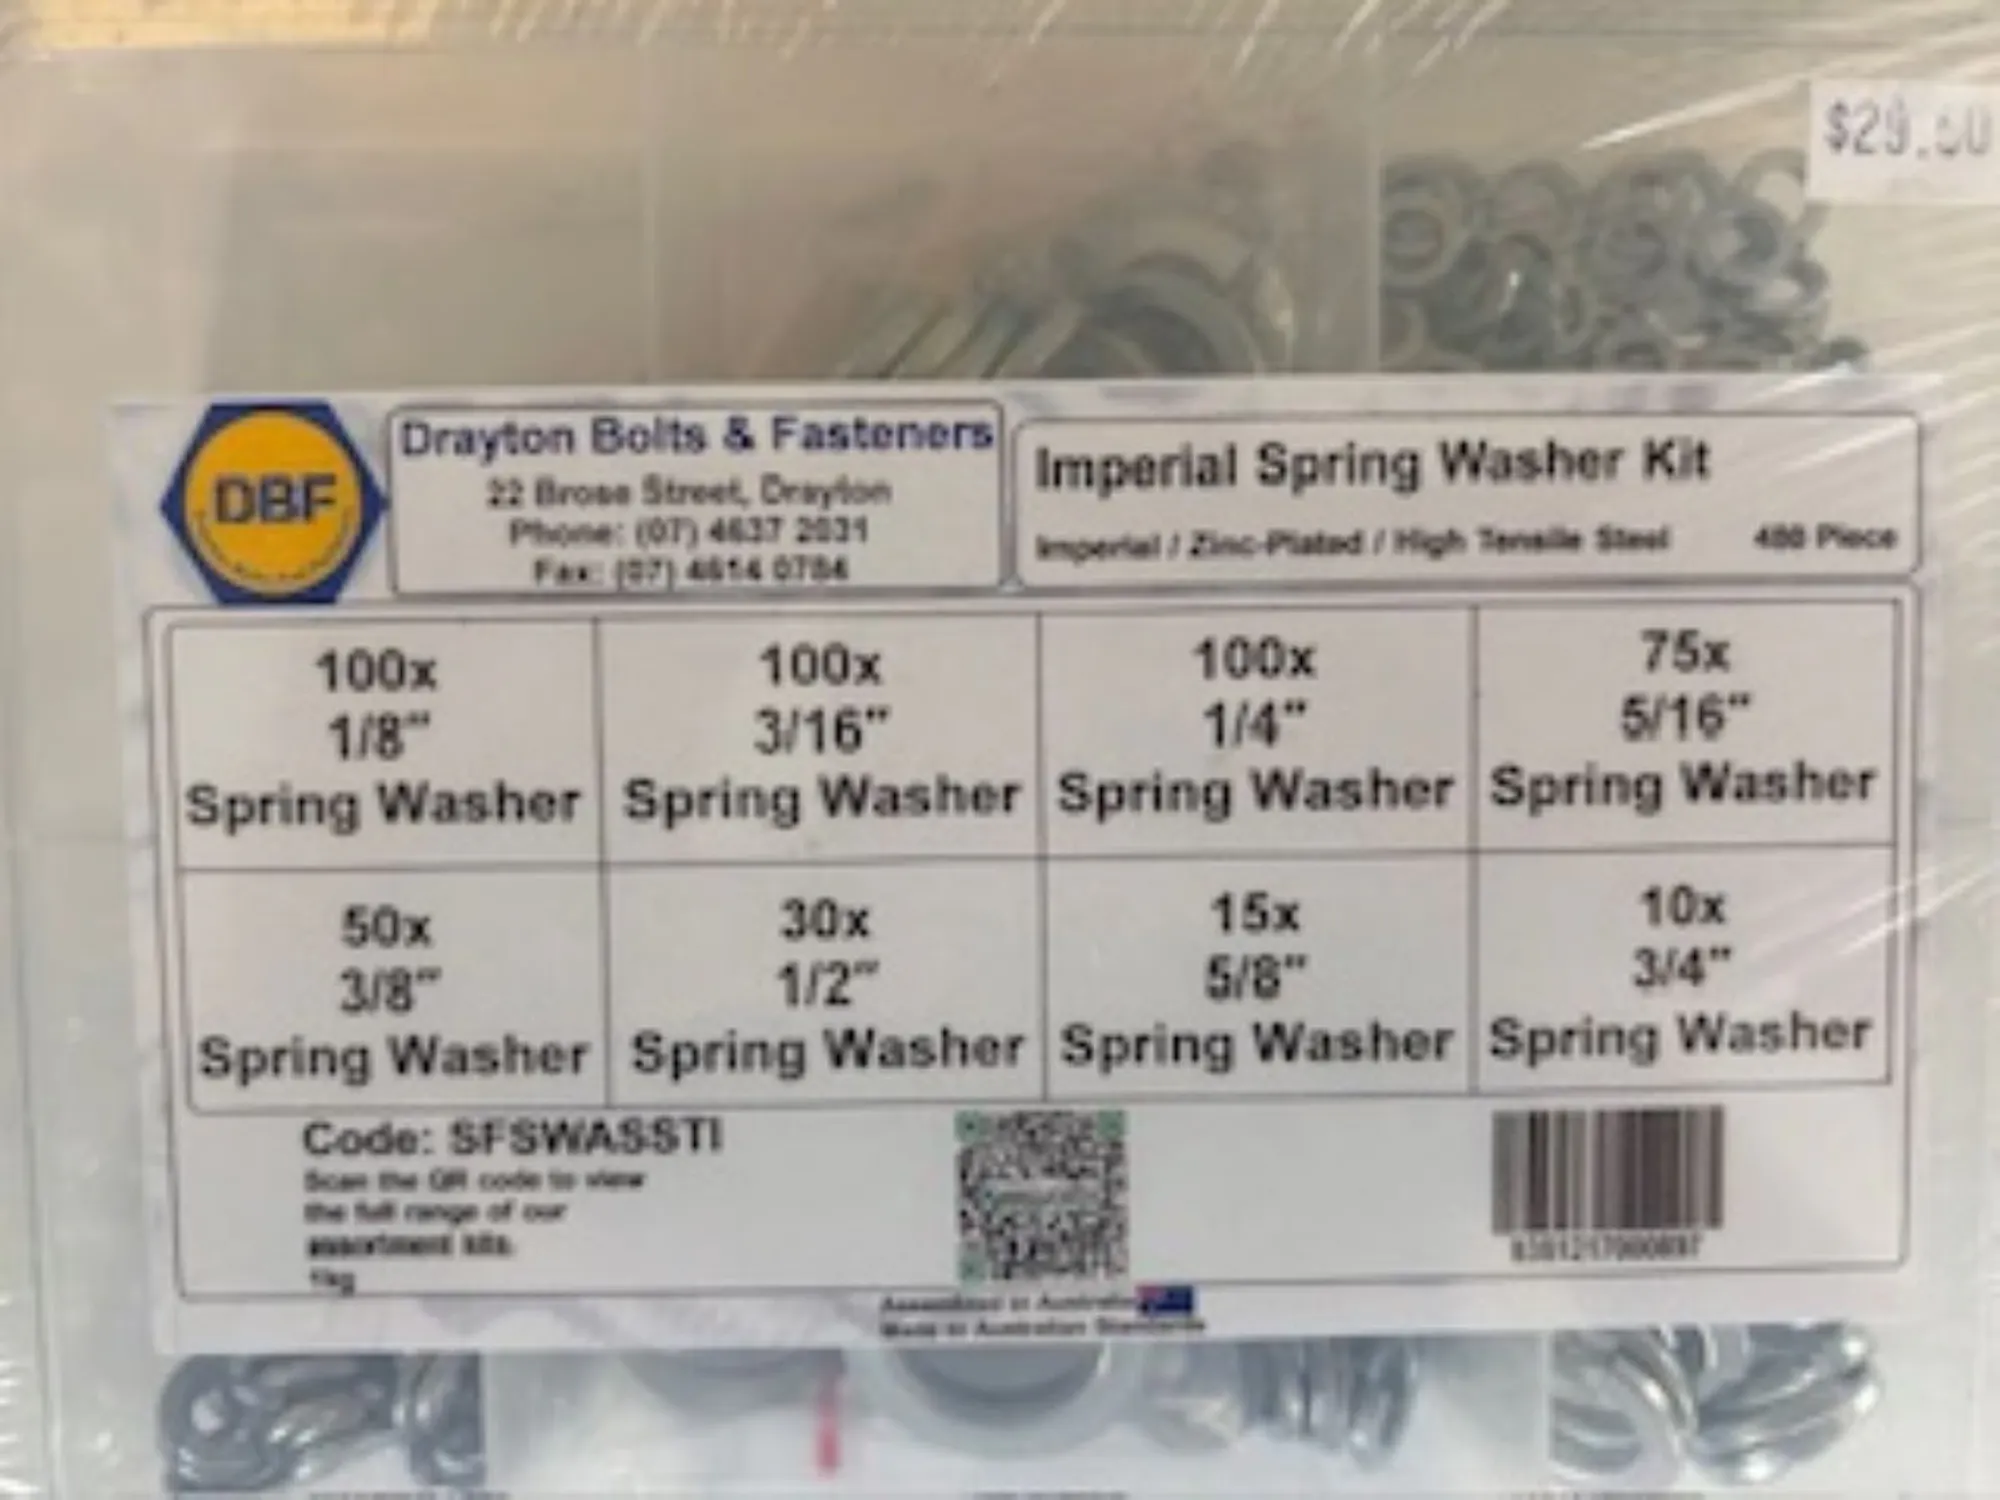 Drayton Bolts & Fasteners
22 Brose Street, Drayton
Phone: (07) 4637 2031
Fax: (07) 4614 0784
DBF
Imperial Spring Washer Kit
Imperial / Zinc-Plated / High Tensile Steel 480 Piece
100x
1/8"
Spring Washer
100x
3/16"
Spring Washer
100x
1/4"
Spring Washer
75x
5/16"
Spring Washer
50x
3/8"
Spring Washer
30x
1/2"
Spring Washer
15x
5/8"
Spring Washer
10x
3/4"
Spring Washer
Code: SFSWASSTI
Scan the QR code to view
the full range of our
assortment kits.
1kg
Assembled in Australia
Made to Australian Standards